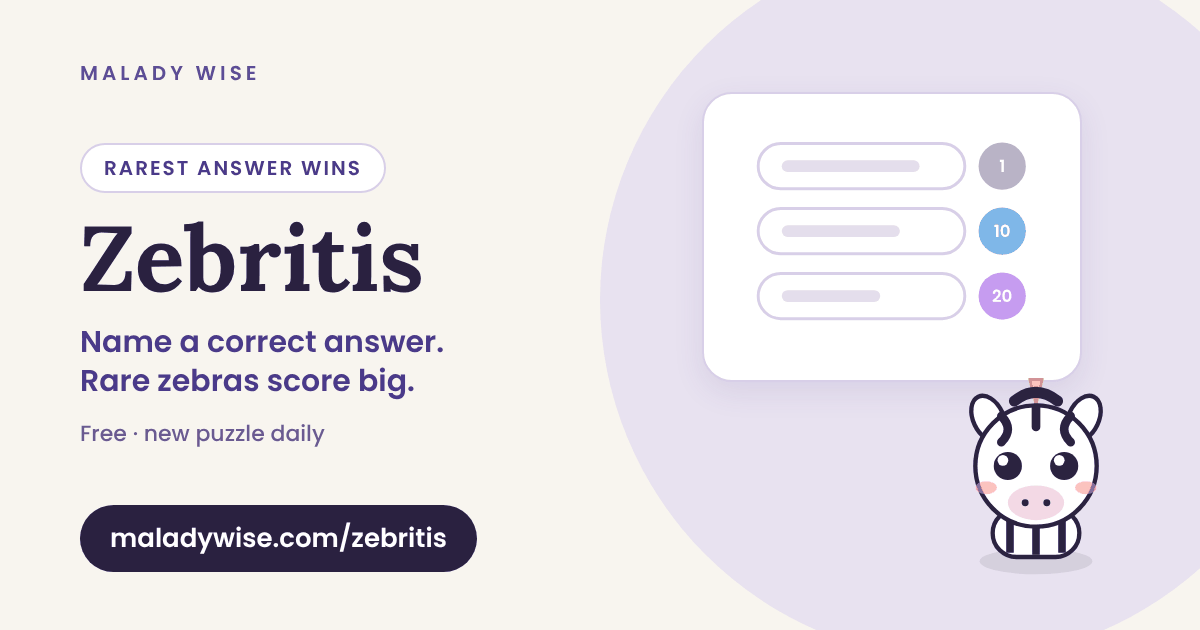 MALADY WISE
RAREST ANSWER WINS
Zebritis
Name a correct answer.
Rare zebras score big.
Free · new puzzle daily
maladywise.com/zebritis
1
10
20